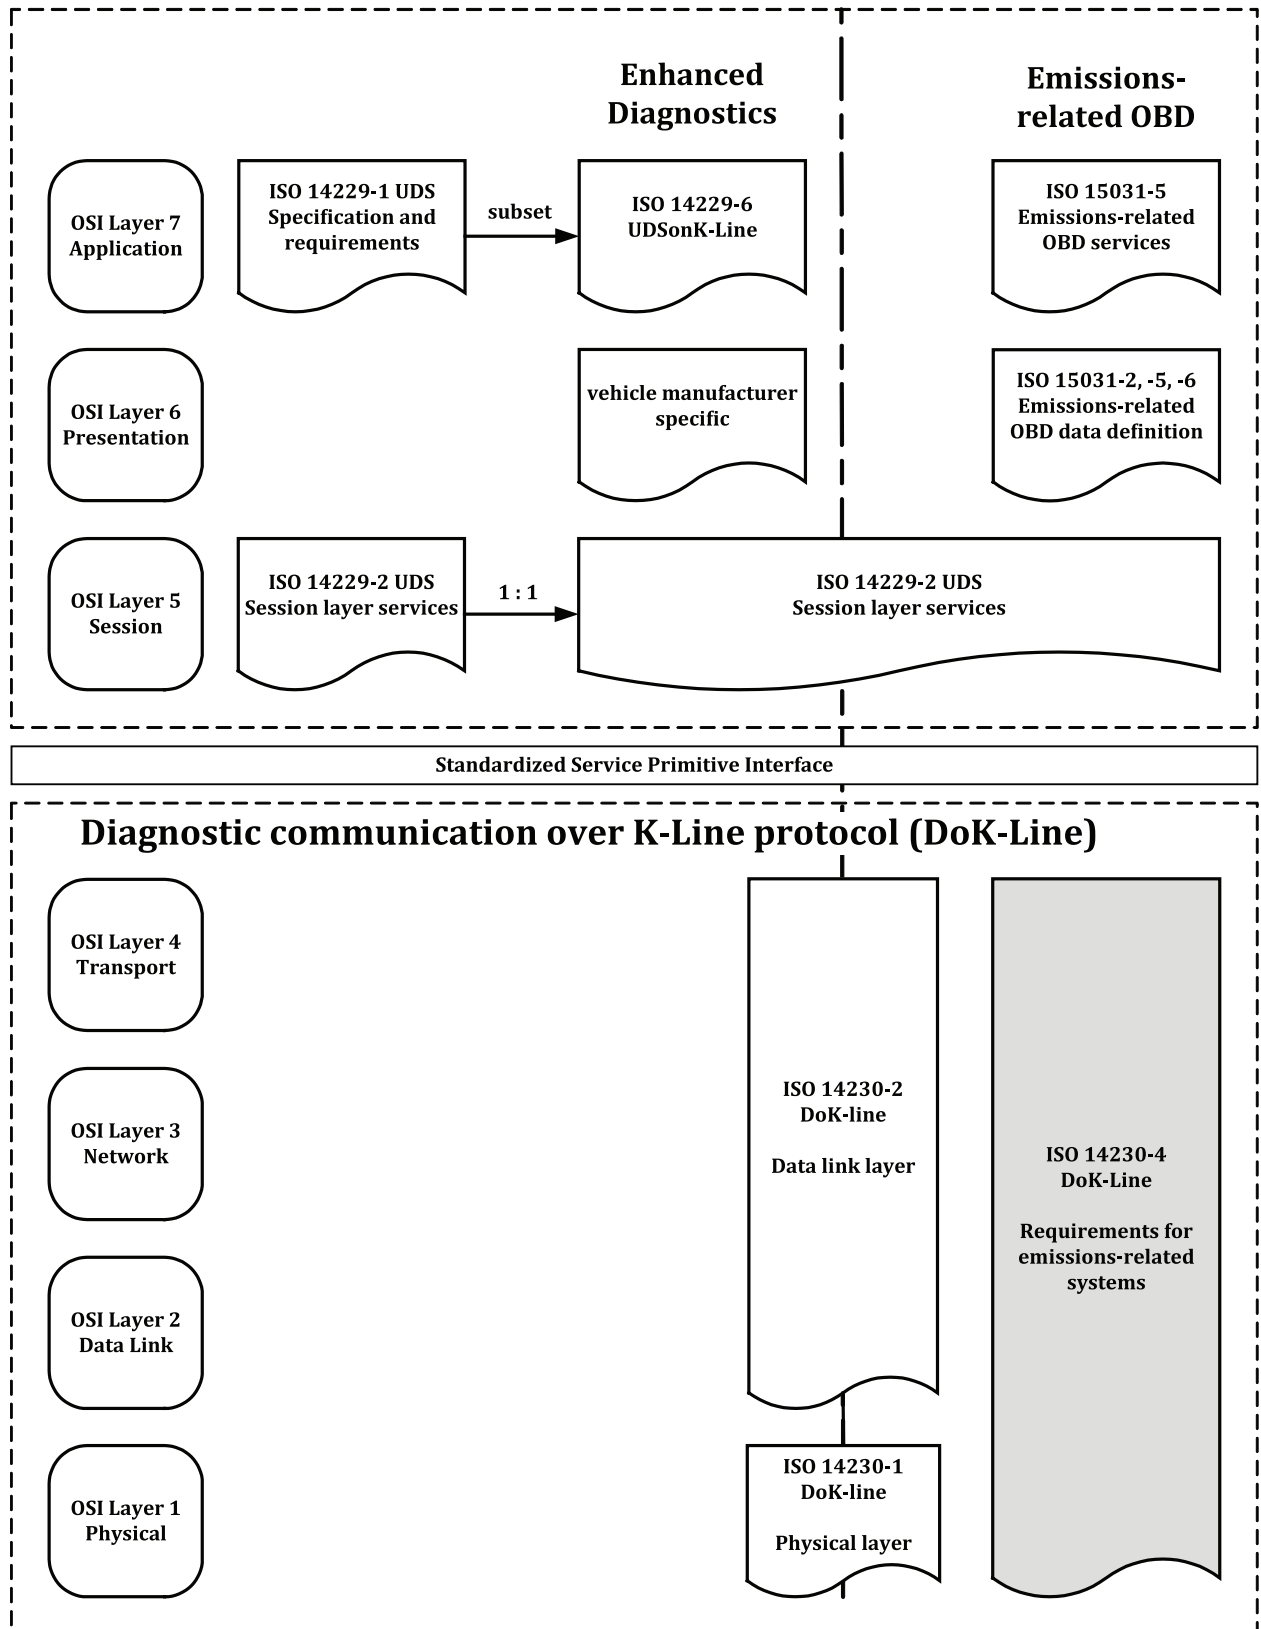 Enhanced
Diagnostics
Emissions-
related OBD
OSI Layer 7
Application
ISO 14229-1 UDS
Specification and
requirements
subset
ISO 14229-6
UDSonK-Line
ISO 15031-5
Emissions-related
OBD services
OSI Layer 6
Presentation
vehicle manufacturer
specific
ISO 15031-2, -5, -6
Emissions-related
OBD data definition
OSI Layer 5
Session
ISO 14229-2 UDS
Session layer services
1 : 1
ISO 14229-2 UDS
Session layer services
Standardized Service Primitive Interface
Diagnostic communication over K-Line protocol (DoK-Line)
OSI Layer 4
Transport
OSI Layer 3
Network
OSI Layer 2
Data Link
OSI Layer 1
Physical
ISO 14230-2
DoK-line
Data link layer
ISO 14230-1
DoK-line
Physical layer
ISO 14230-4
DoK-Line
Requirements for
emissions-related
systems